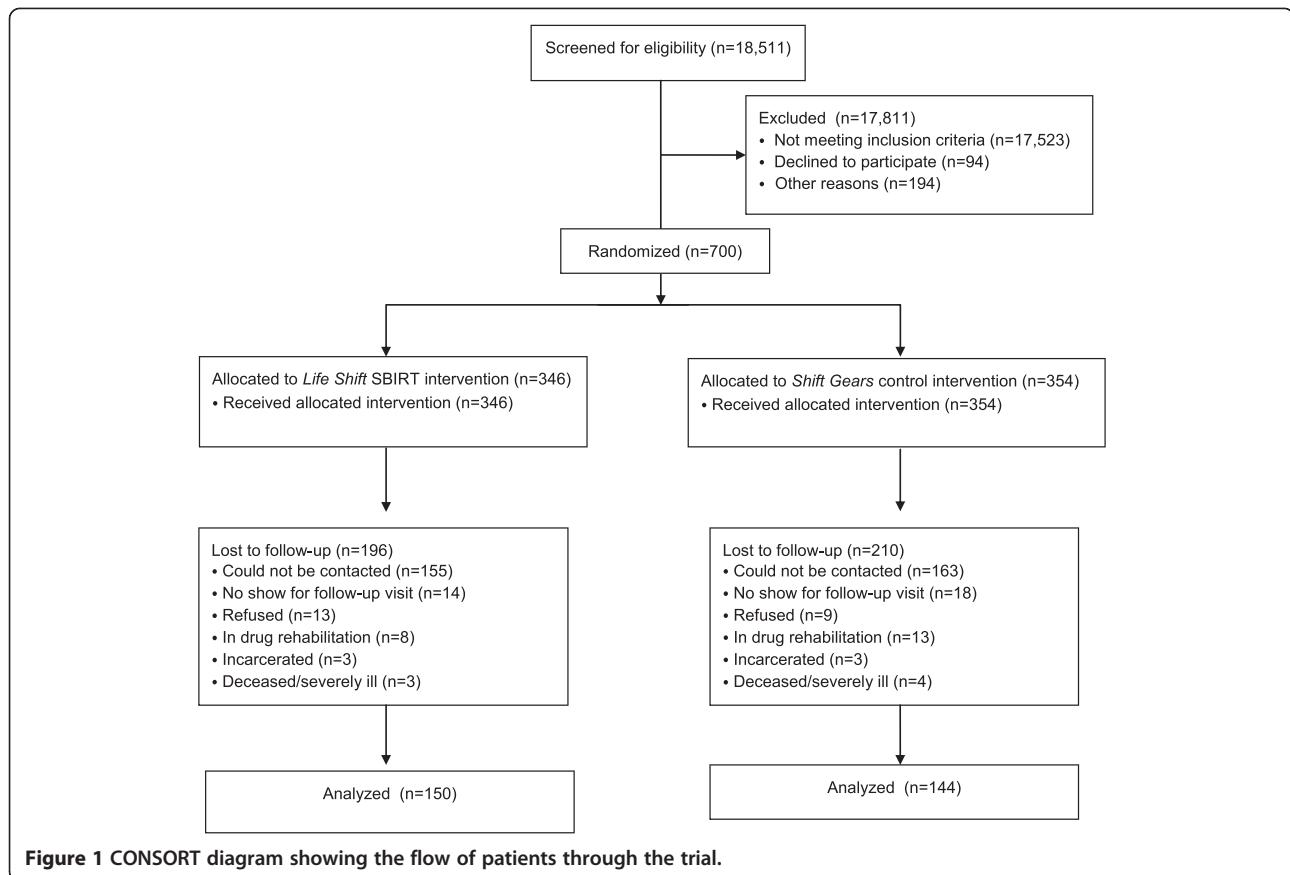 Screened for eligibility (n=18,511)
Excluded (n=17,811)
• Not meeting inclusion criteria (n=17,523)
• Declined to participate (n=94)
• Other reasons (n=194)
Randomized (n=700)
Allocated to Life Shift SBIRT intervention (n=346)
• Received allocated intervention (n=346)
Allocated to Shift Gears control intervention (n=354)
• Received allocated intervention (n=354)
Lost to follow-up (n=196)
• Could not be contacted (n=155)
• No show for follow-up visit (n=14)
• Refused (n=13)
• In drug rehabilitation (n=8)
• Incarcerated (n=3)
• Deceased/severely ill (n=3)
Lost to follow-up (n=210)
• Could not be contacted (n=163)
• No show for follow-up visit (n=18)
• Refused (n=9)
• In drug rehabilitation (n=13)
• Incarcerated (n=3)
• Deceased/severely ill (n=4)
Analyzed (n=150)
Analyzed (n=144)
Figure 1 CONSORT diagram showing the flow of patients through the trial.